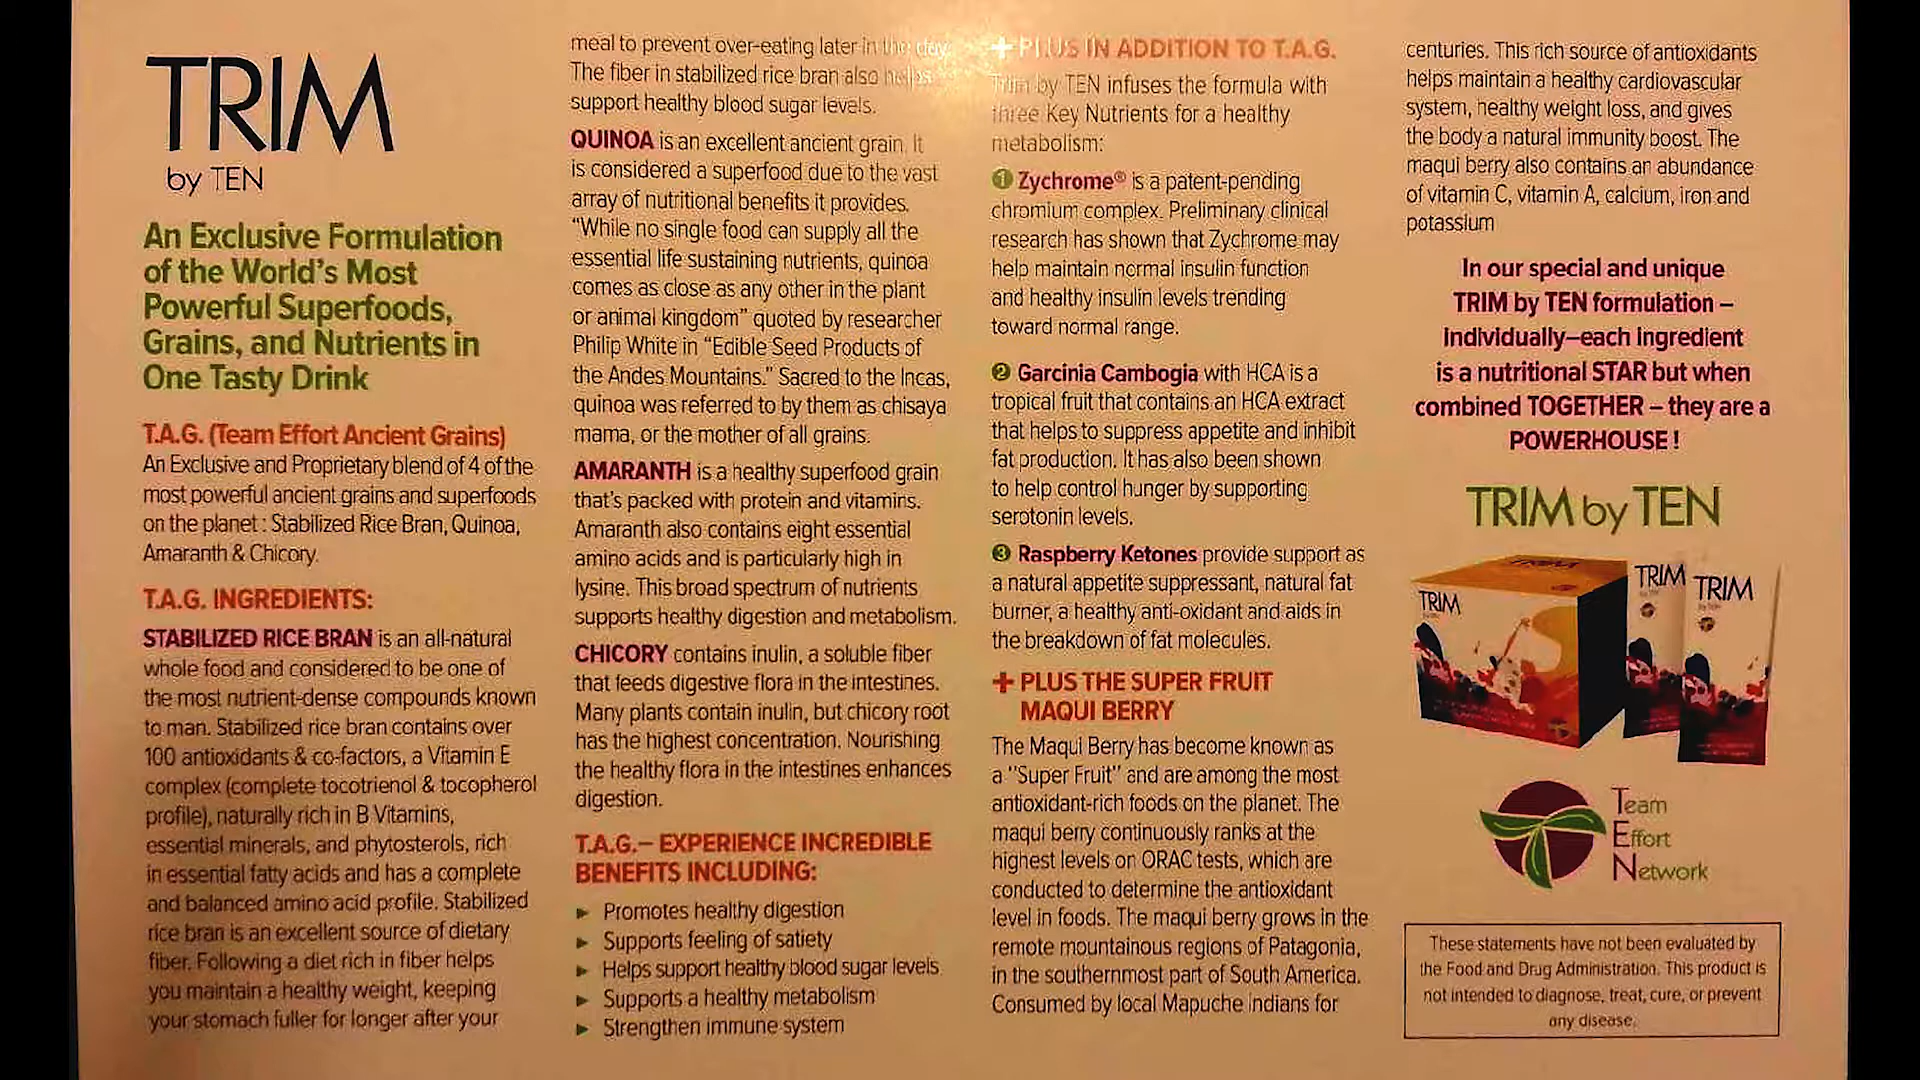 TRIM
by TEN
An Exclusive Formulation
of the World's Most
Powerful Superfoods,
Grains, and Nutrients in
One Tasty Drink
T.A.G. (Team Effort Ancient Grains)
An Exclusive and Proprietary blend of 4 of the
most powerful ancient grains and superfoods
on the planet : Stabilized Rice Bran, Quinoa,
Amaranth & Chicory.
T.A.G. INGREDIENTS:
STABILIZED RICE BRAN is an all-natural
whole food and considered to be one of
the most nutrient-dense compounds known
to man. Stabilized rice bran contains over
100 antioxidants & co-factors, a Vitamin E
complex (complete tocotrienol & tocopherol
profile), naturally rich in B Vitamins,
essential minerals, and phytosterols, rich
in essential fatty acids and has a complete
and balanced amino acid profile. Stabilized
rice bran is an excellent source of dietary
fiber. Following a diet rich in fiber helps
you maintain a healthy weight, keeping
your stomach fuller for longer after your
meal to prevent over-eating later in the day.
The fiber in stabilized rice bran also helps
support healthy blood sugar levels.
QUINOA is an excellent ancient grain. It
is considered a superfood due to the vast
array of nutritional benefits it provides.
"While no single food can supply all the
essential life sustaining nutrients, quinoa
comes as close as any other in the plant
or animal kingdom" quoted by researcher
Philip White in "Edible Seed Products of
the Andes Mountains." Sacred to the Incas,
quinoa was referred to by them as chisaya
mama, or the mother of all grains.
AMARANTH is a healthy superfood grain
that's packed with protein and vitamins.
Amaranth also contains eight essential
amino acids and is particularly high in
lysine. This broad spectrum of nutrients
supports healthy digestion and metabolism.
CHICORY contains inulin, a soluble fiber
that feeds digestive flora in the intestines.
Many plants contain inulin, but chicory root
has the highest concentration. Nourishing
the healthy flora in the intestines enhances
digestion.
T.A.G.– EXPERIENCE INCREDIBLE
BENEFITS INCLUDING:
► Promotes healthy digestion
► Supports feeling of satiety
► Helps support healthy blood sugar levels
► Supports a healthy metabolism
► Strengthen immune system
+ PLUS IN ADDITION TO T.A.G.
Trim by TEN infuses the formula with
three Key Nutrients for a healthy
metabolism:
❶ Zychrome® is a patent-pending
chromium complex. Preliminary clinical
research has shown that Zychrome may
help maintain normal insulin function
and healthy insulin levels trending
toward normal range.
❷ Garcinia Cambogia with HCA is a
tropical fruit that contains an HCA extract
that helps to suppress appetite and inhibit
fat production. It has also been shown
to help control hunger by supporting
serotonin levels.
❸ Raspberry Ketones provide support as
a natural appetite suppressant, natural fat
burner, a healthy anti-oxidant and aids in
the breakdown of fat molecules.
+ PLUS THE SUPER FRUIT
MAQUI BERRY
The Maqui Berry has become known as
a "Super Fruit" and are among the most
antioxidant-rich foods on the planet. The
maqui berry continuously ranks at the
highest levels on ORAC tests, which are
conducted to determine the antioxidant
level in foods. The maqui berry grows in the
remote mountainous regions of Patagonia,
in the southernmost part of South America.
Consumed by local Mapuche Indians for
centuries. This rich source of antioxidants
helps maintain a healthy cardiovascular
system, healthy weight loss, and gives
the body a natural immunity boost. The
maqui berry also contains an abundance
of vitamin C, vitamin A, calcium, iron and
potassium
In our special and unique
TRIM by TEN formulation –
individually–each ingredient
is a nutritional STAR but when
combined TOGETHER – they are a
POWERHOUSE !
TRIM by TEN
TRIM
TRIM
TRIM
Team
Effort
Network
These statements have not been evaluated by
the Food and Drug Administration. This product is
not intended to diagnose, treat, cure, or prevent
any disease.